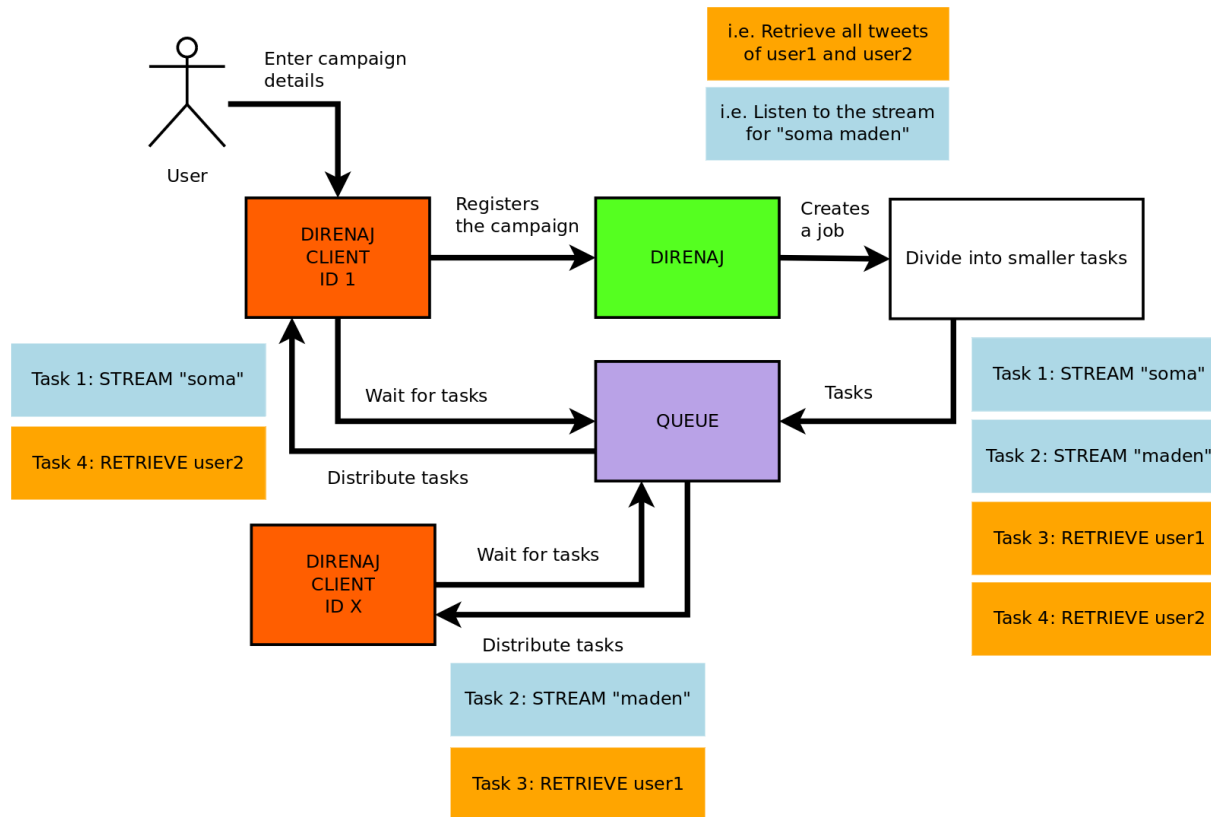 i.e. Retrieve all tweets
of user1 and user2
Enter campaign
details
i.e. Listen to the stream
for "soma maden"
User
DIRENAJ
CLIENT
ID 1
Registers
the campaign
DIRENAJ
Creates
a job
Divide into smaller tasks
Task 1: STREAM "soma"
Task 4: RETRIEVE user2
Wait for tasks
Distribute tasks
QUEUE
Tasks
Task 1: STREAM "soma"
Task 2: STREAM "maden"
Task 3: RETRIEVE user1
Task 4: RETRIEVE user2
DIRENAJ
CLIENT
ID X
Wait for tasks
Distribute tasks
Task 2: STREAM "maden"
Task 3: RETRIEVE user1